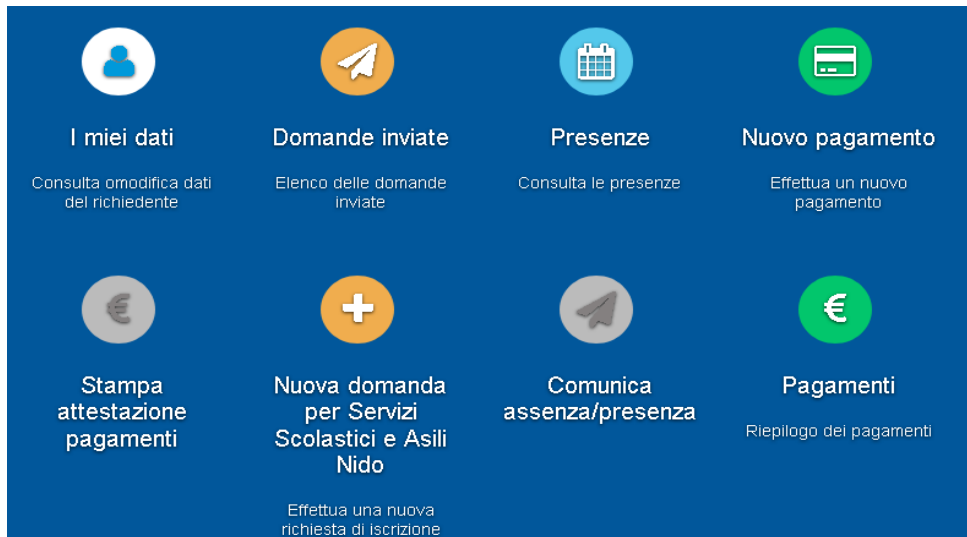 I miei dati
Consulta omodifica dati
del richiedente
Domande inviate
Elenco delle domande
inviate
Presenze
Consulta le presenze
Nuovo pagamento
Effettua un nuovo
pagamento
€
Stampa
attestazione
pagamenti
Nuova domanda
per Servizi
Scolastici e Asili
Nido
Effettua una nuova
richiesta di iscrizione
Comunica
assenza/presenza
€
Pagamenti
Riepilogo dei pagamenti